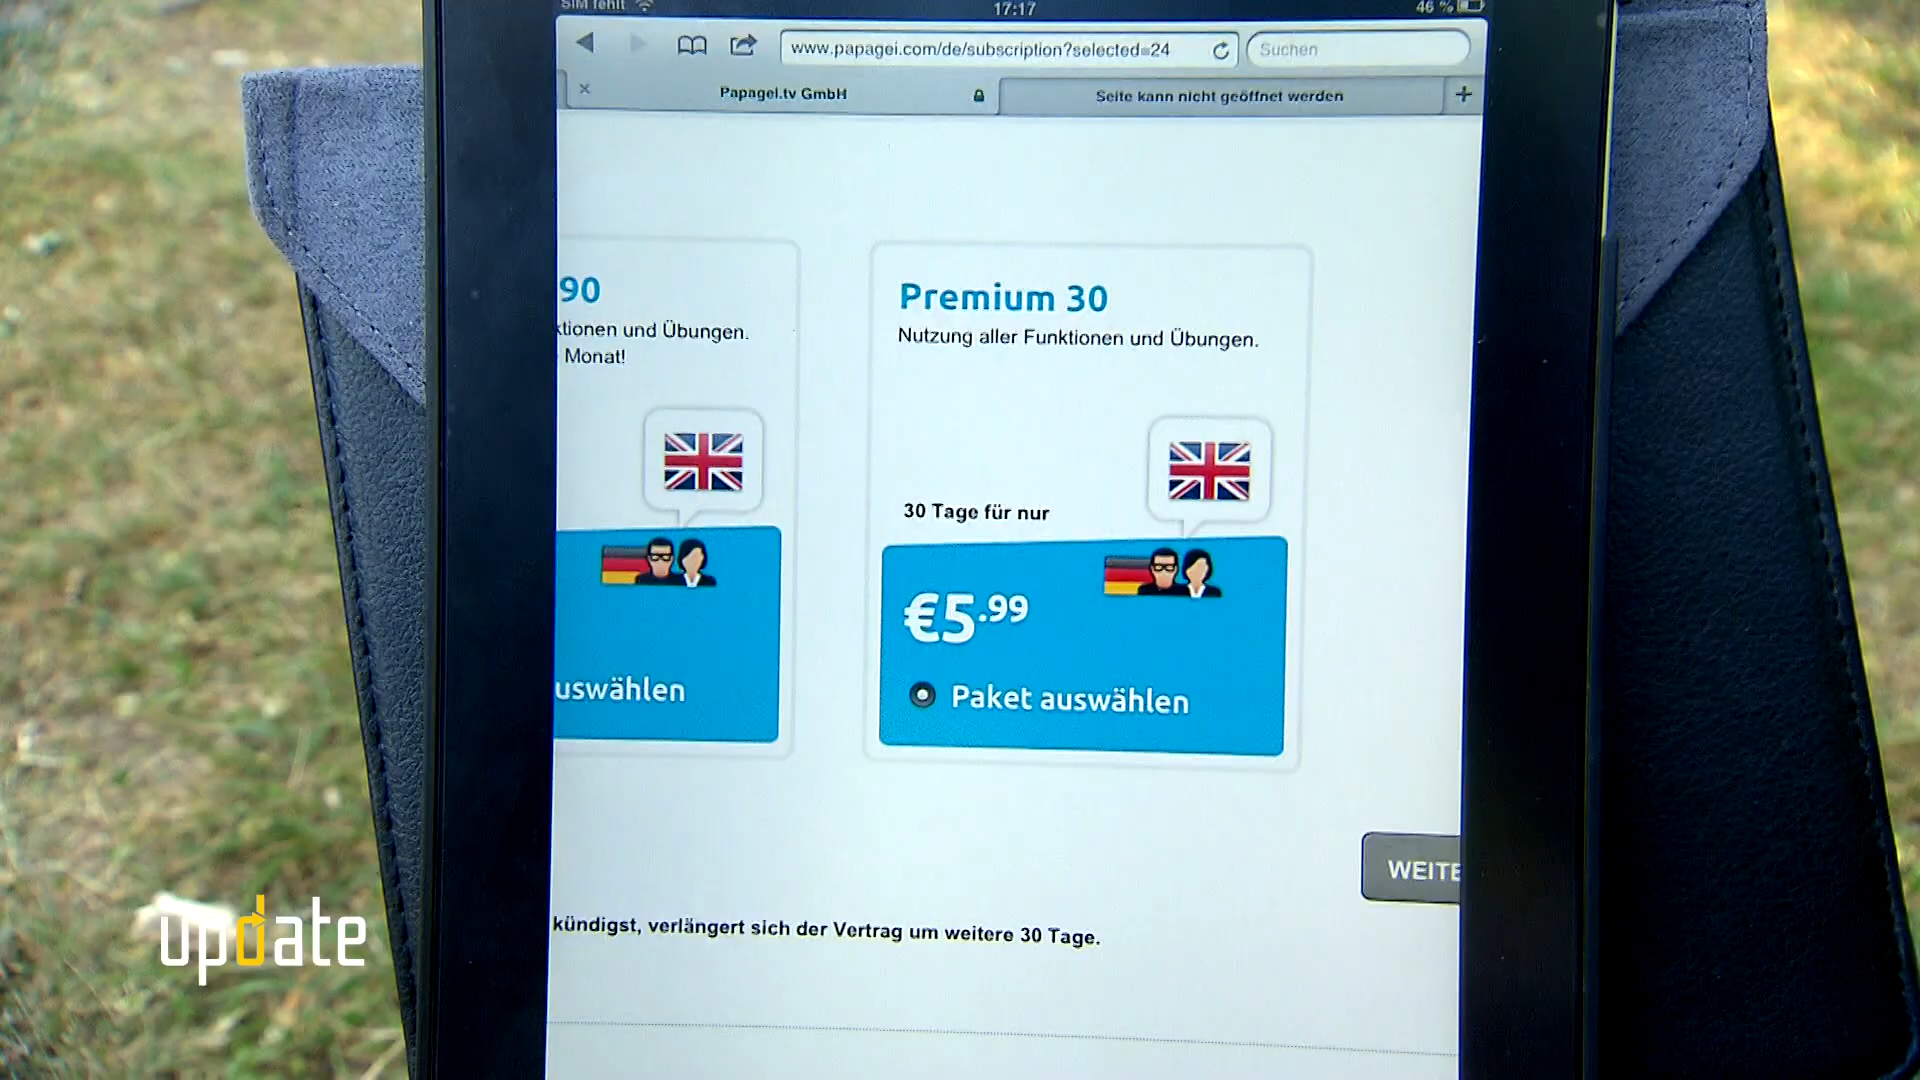 SIM fehlt
17:17
46 %
www.papagei.com/de/subscription?selected=24
Suchen
Papagei.tv GmbH
Seite kann nicht geöffnet werden
90
ktionen und Übungen.
Monat!
uswählen
Premium 30
Nutzung aller Funktionen und Übungen.
30 Tage für nur
€5.99
Paket auswählen
WEITE
kündigst, verlängert sich der Vertrag um weitere 30 Tage.
update